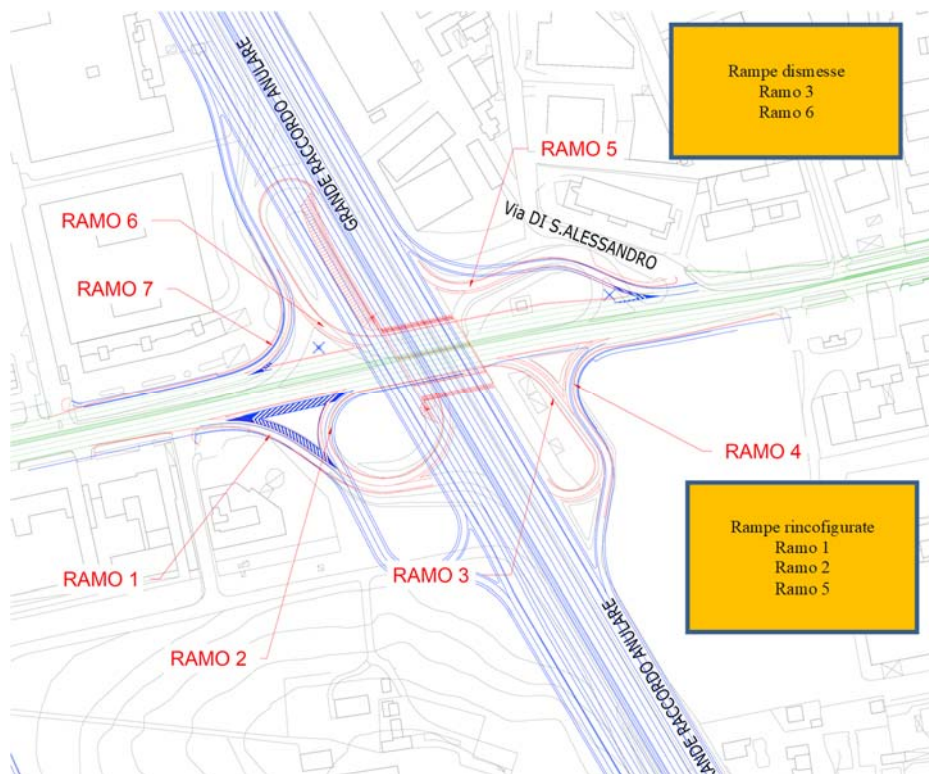 GRANDE RACCORDO ANULARE
Rampe dismesse
Ramo 3
Ramo 6
RAMO 5
RAMO 6
Via DI S.ALESSANDRO
RAMO 7
RAMO 4
Rampe rincofigurate
Ramo 1
Ramo 2
Ramo 5
RAMO 1
RAMO 3
RAMO 2
GRANDE RACCORDO ANULARE